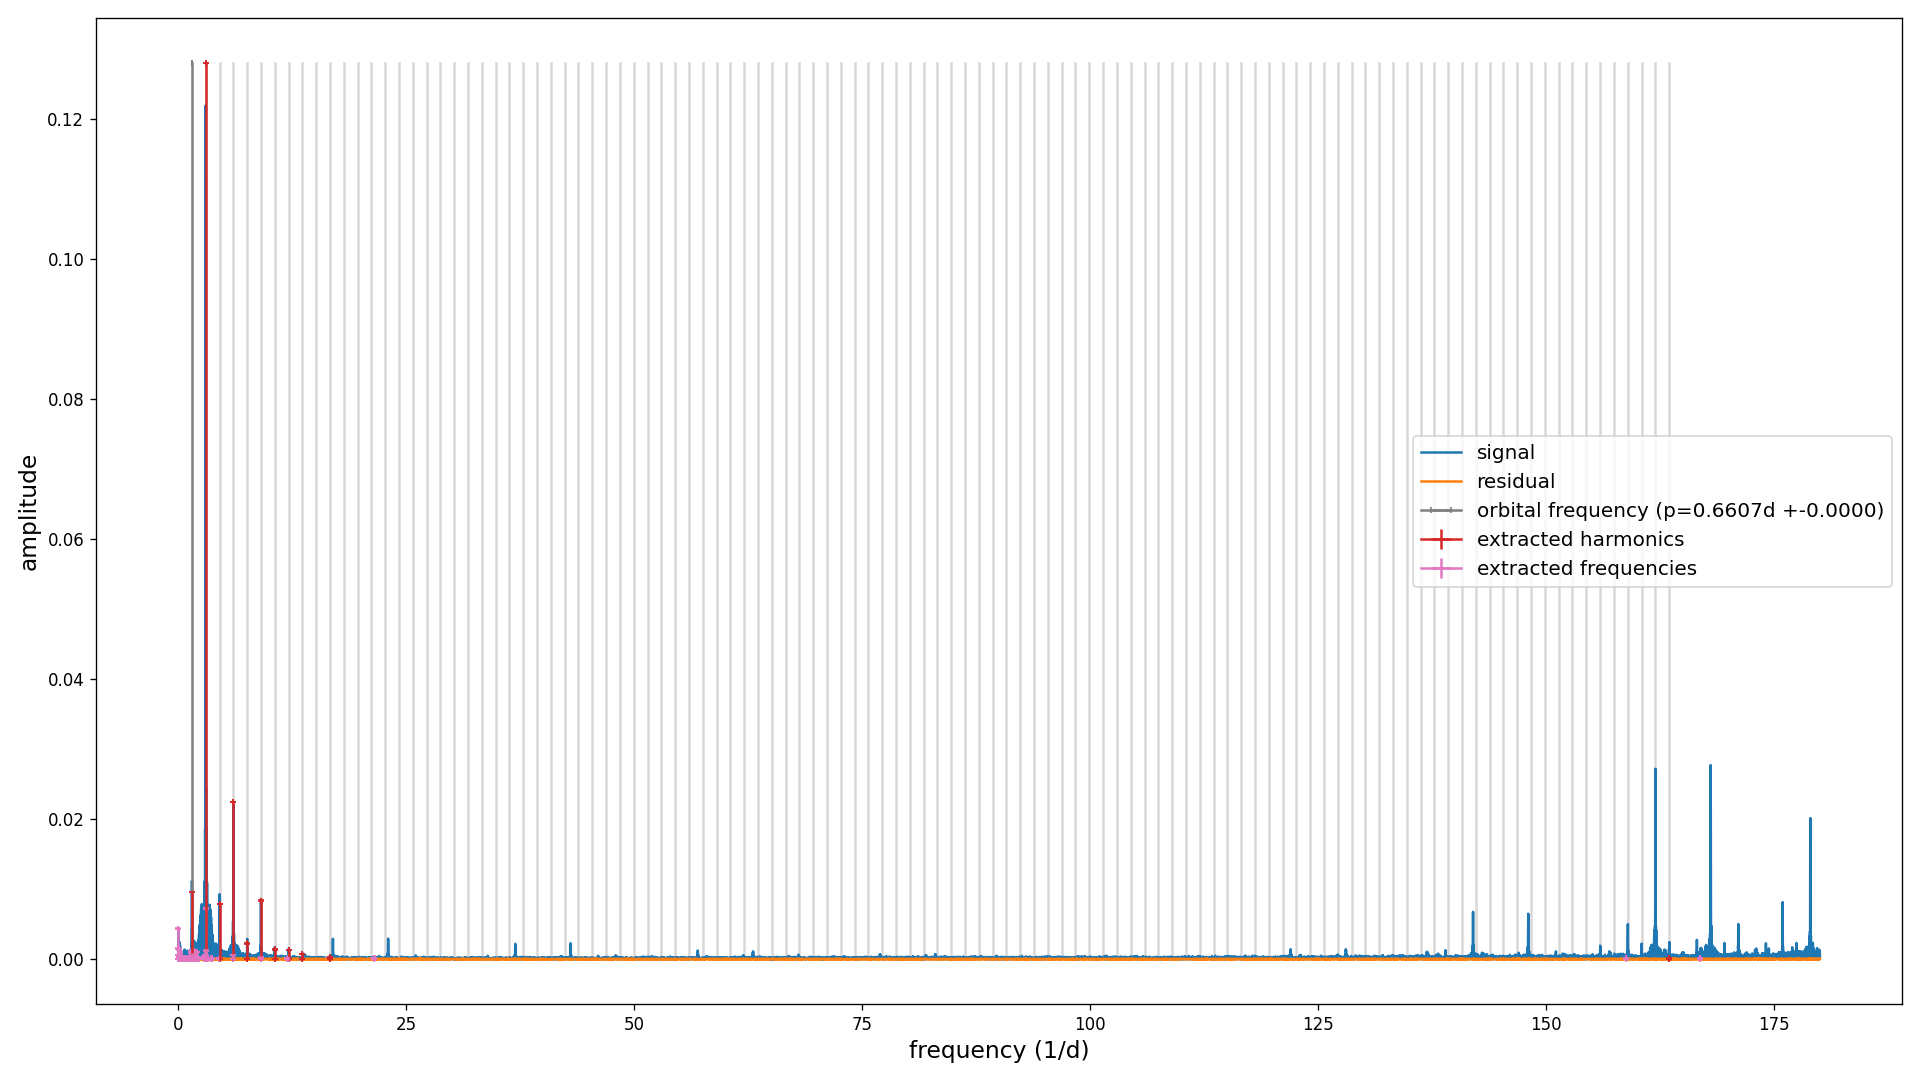 0.12
0.10
0.08
0.06
0.04
0.02
0.00
amplitude
signal
residual
orbital frequency (p=0.6607d +-0.0000)
extracted harmonics
extracted frequencies
0 25 50 75 100 125 150 175
frequency (1/d)